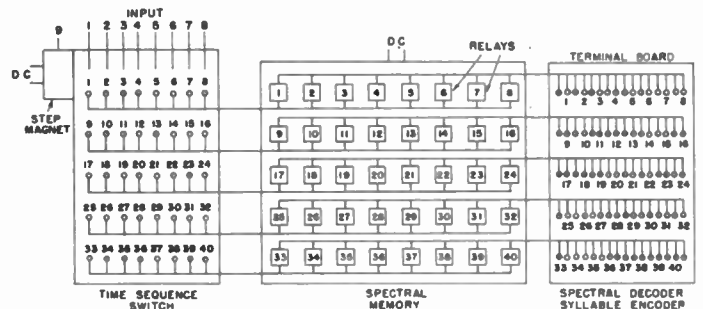 INPUT
9 1 2 3 4 5 6 7 8
DC
STEP
MAGNET
1 2 3 4 5 6 7 8
9 10 11 12 13 14 15 16
17 18 19 20 21 22 23 24
25 26 27 28 29 30 31 32
33 34 35 36 37 38 39 40
TIME SEQUENCE
SWITCH
DC
RELAYS
1 2 3 4 5 6 7 8
9 10 11 12 13 14 15 16
17 18 19 20 21 22 23 24
25 26 27 28 29 30 31 32
33 34 35 36 37 38 39 40
SPECTRAL
MEMORY
TERMINAL BOARD
1 2 3 4 5 6 7 8
9 10 11 12 13 14 15 16
17 18 19 20 21 22 23 24
25 26 27 28 29 30 31 32
33 34 35 36 37 38 39 40
SPECTRAL DECODER
SYLLABLE ENCODER